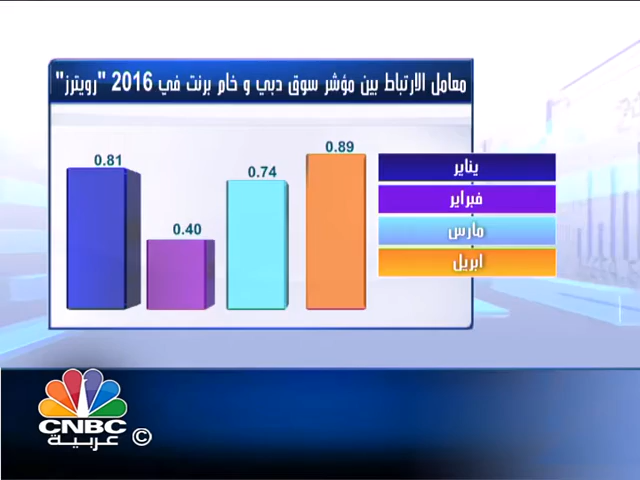 معامل الارتباط بين مؤشر سوق دبي و خام برنت في 2016 "رويترز"
0.81
0.40
0.74
0.89
يناير
فبراير
مارس
ابريل
CNBC
عربية ©